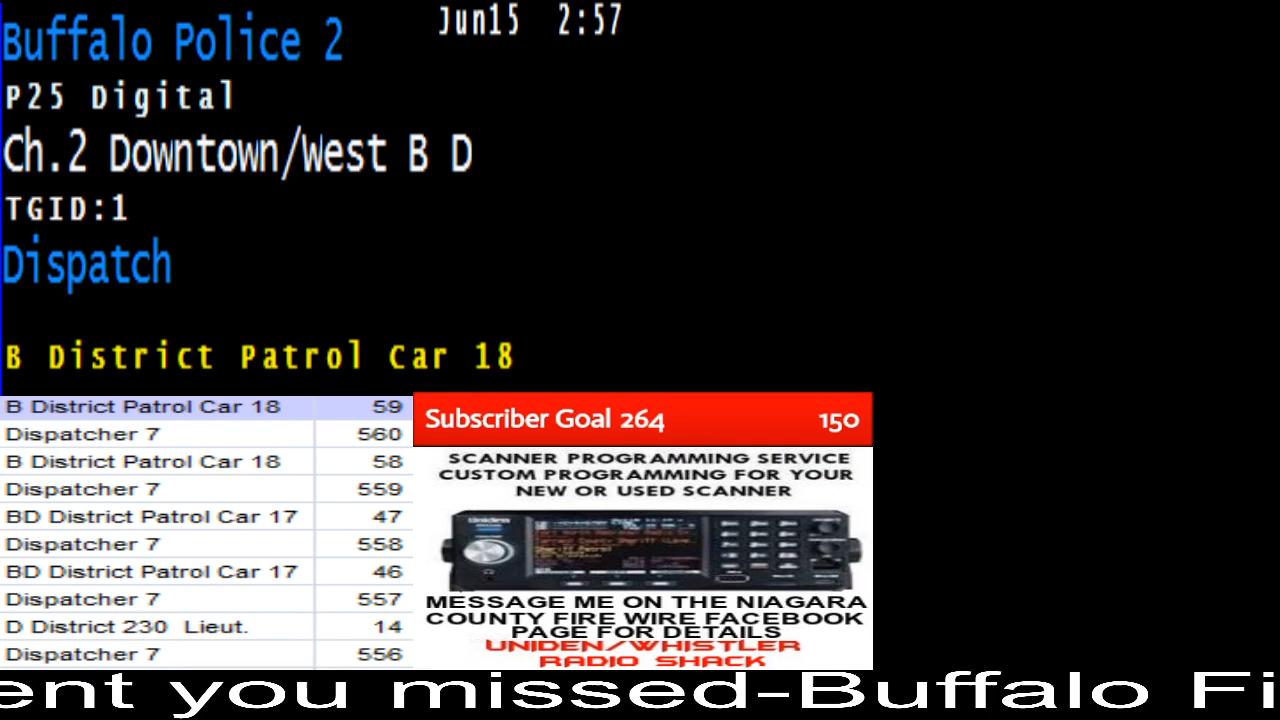 Buffalo Police 2
Jun15 2:57
P25 Digital
Ch.2 Downtown/West B D
TGID:1
Dispatch
B District Patrol Car 18
B District Patrol Car 18 59
Dispatcher 7 560
B District Patrol Car 18 58
Dispatcher 7 559
BD District Patrol Car 17 47
Dispatcher 7 558
BD District Patrol Car 17 46
Dispatcher 7 557
D District 230 Lieut. 14
Dispatcher 7 556
Subscriber Goal 264 150
SCANNER PROGRAMMING SERVICE
CUSTOM PROGRAMMING FOR YOUR
NEW OR USED SCANNER
Uniden
MESSAGE ME ON THE NIAGARA
COUNTY FIRE WIRE FACEBOOK
PAGE FOR DETAILS
UNIDEN/WHISTLER
RADIO SHACK
ent you missed-Buffalo Fi